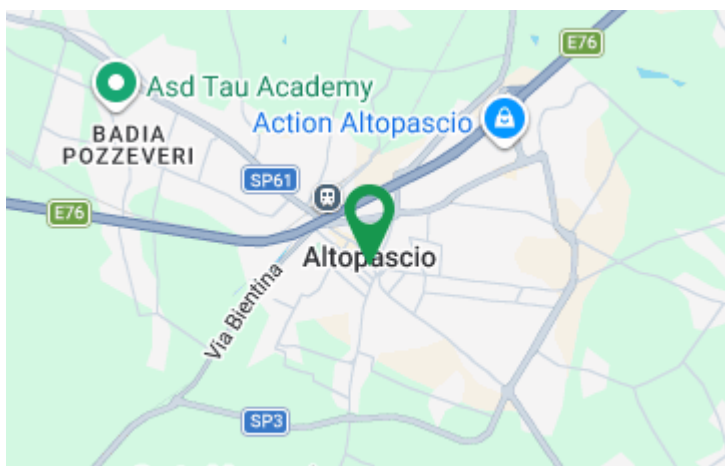 E76
Asd Tau Academy
Action Altopascio
BADIA
POZZEVERI
SP61
E76
Altopascio
Via Bientina
SP3